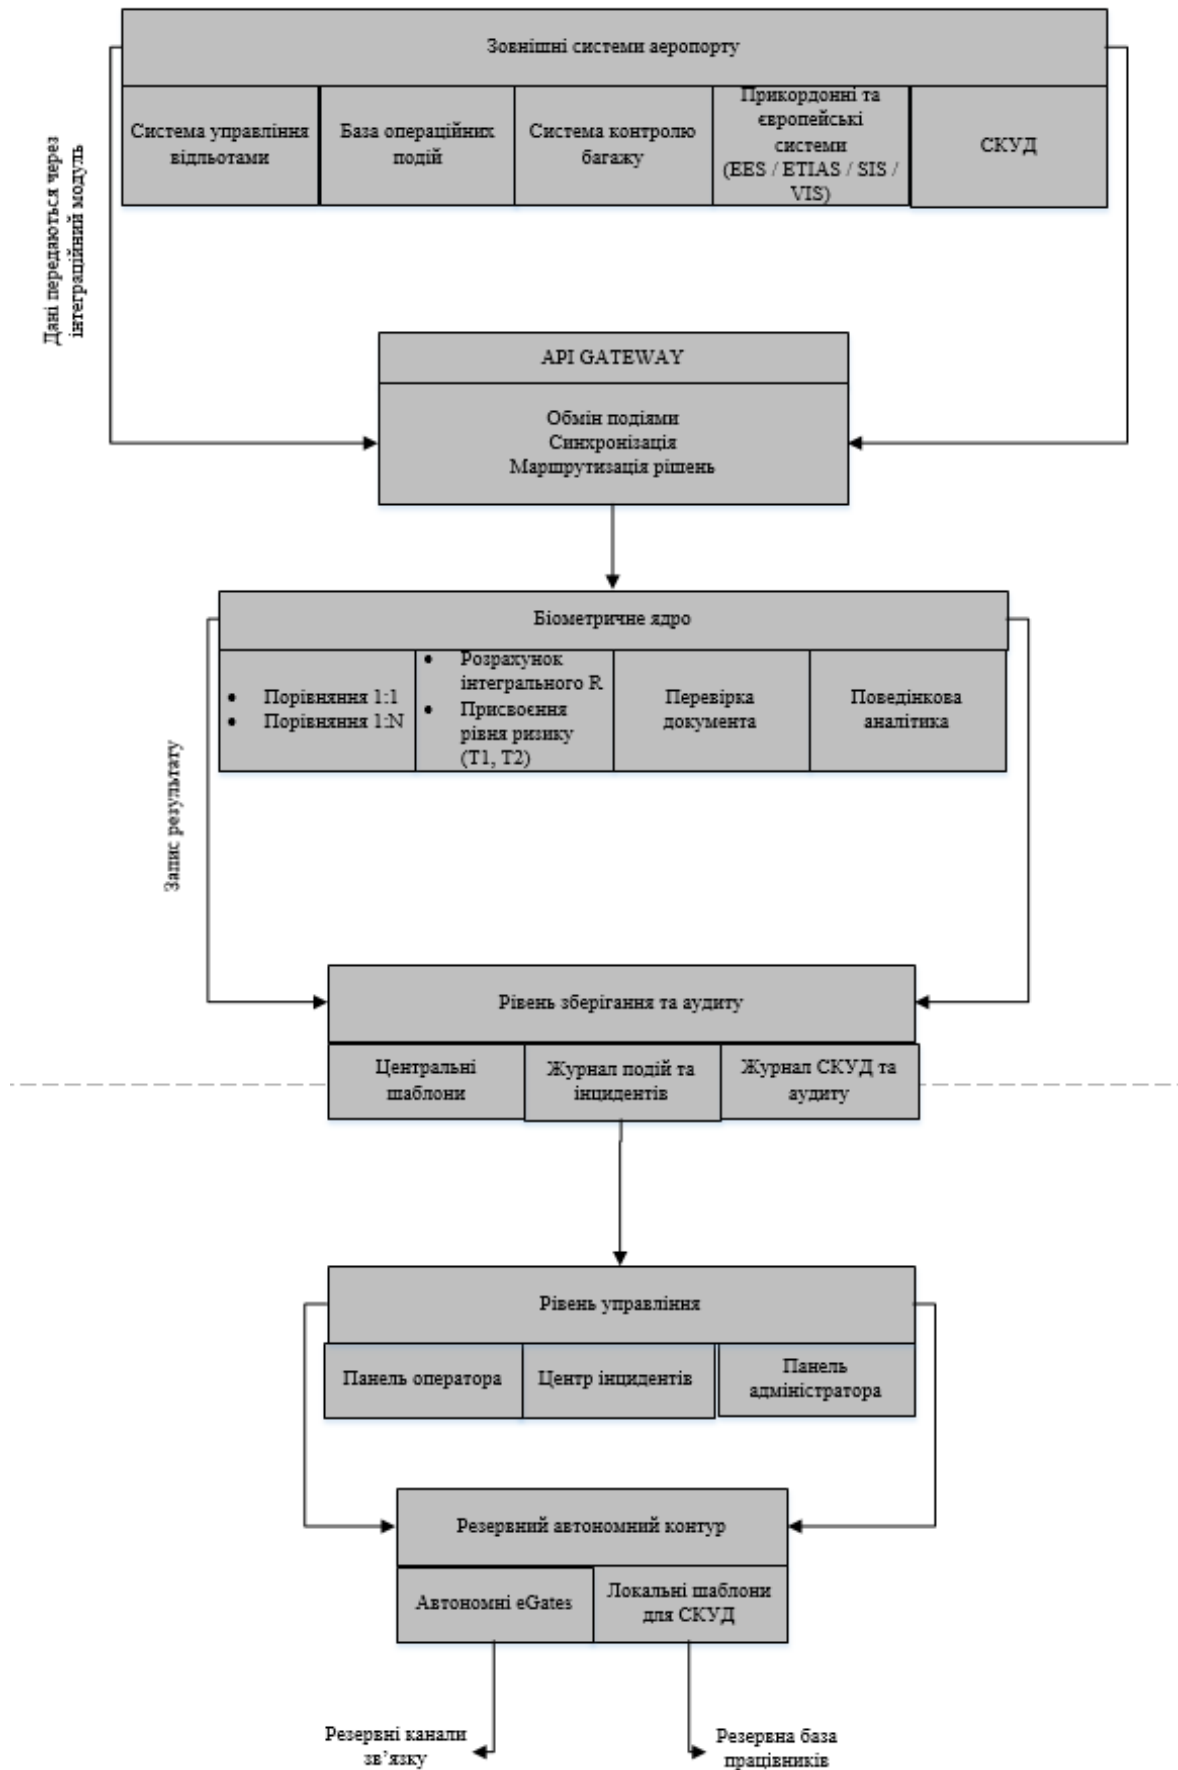 Зовнішні системи аеропорту
Система управління
відльотами
База операційних
подій
Система контролю
багажу
Прикордонні та
європейські
системи
(EES / ETIAS / SIS /
VIS)
СКУД
Дані передаються через
інтеграційний модуль
API GATEWAY
Обмін подіями
Синхронізація
Маршрутизація рішень
Біометричне ядро
• Порівняння 1:1
• Порівняння 1:N
• Розрахунок
інтегрального R
• Присвоєння
рівня ризику
(T1, T2)
Перевірка
документа
Поведінкова
аналітика
Запис результату
Рівень зберігання та аудиту
Центральні
шаблони
Журнал подій та
інцидентів
Журнал СКУД та
аудиту
Рівень управління
Панель оператора
Центр інцидентів
Панель
адміністратора
Резервний автономний контур
Автономні eGates
Локальні шаблони
для СКУД
Резервні канали
зв’язку
Резервна база
працівників